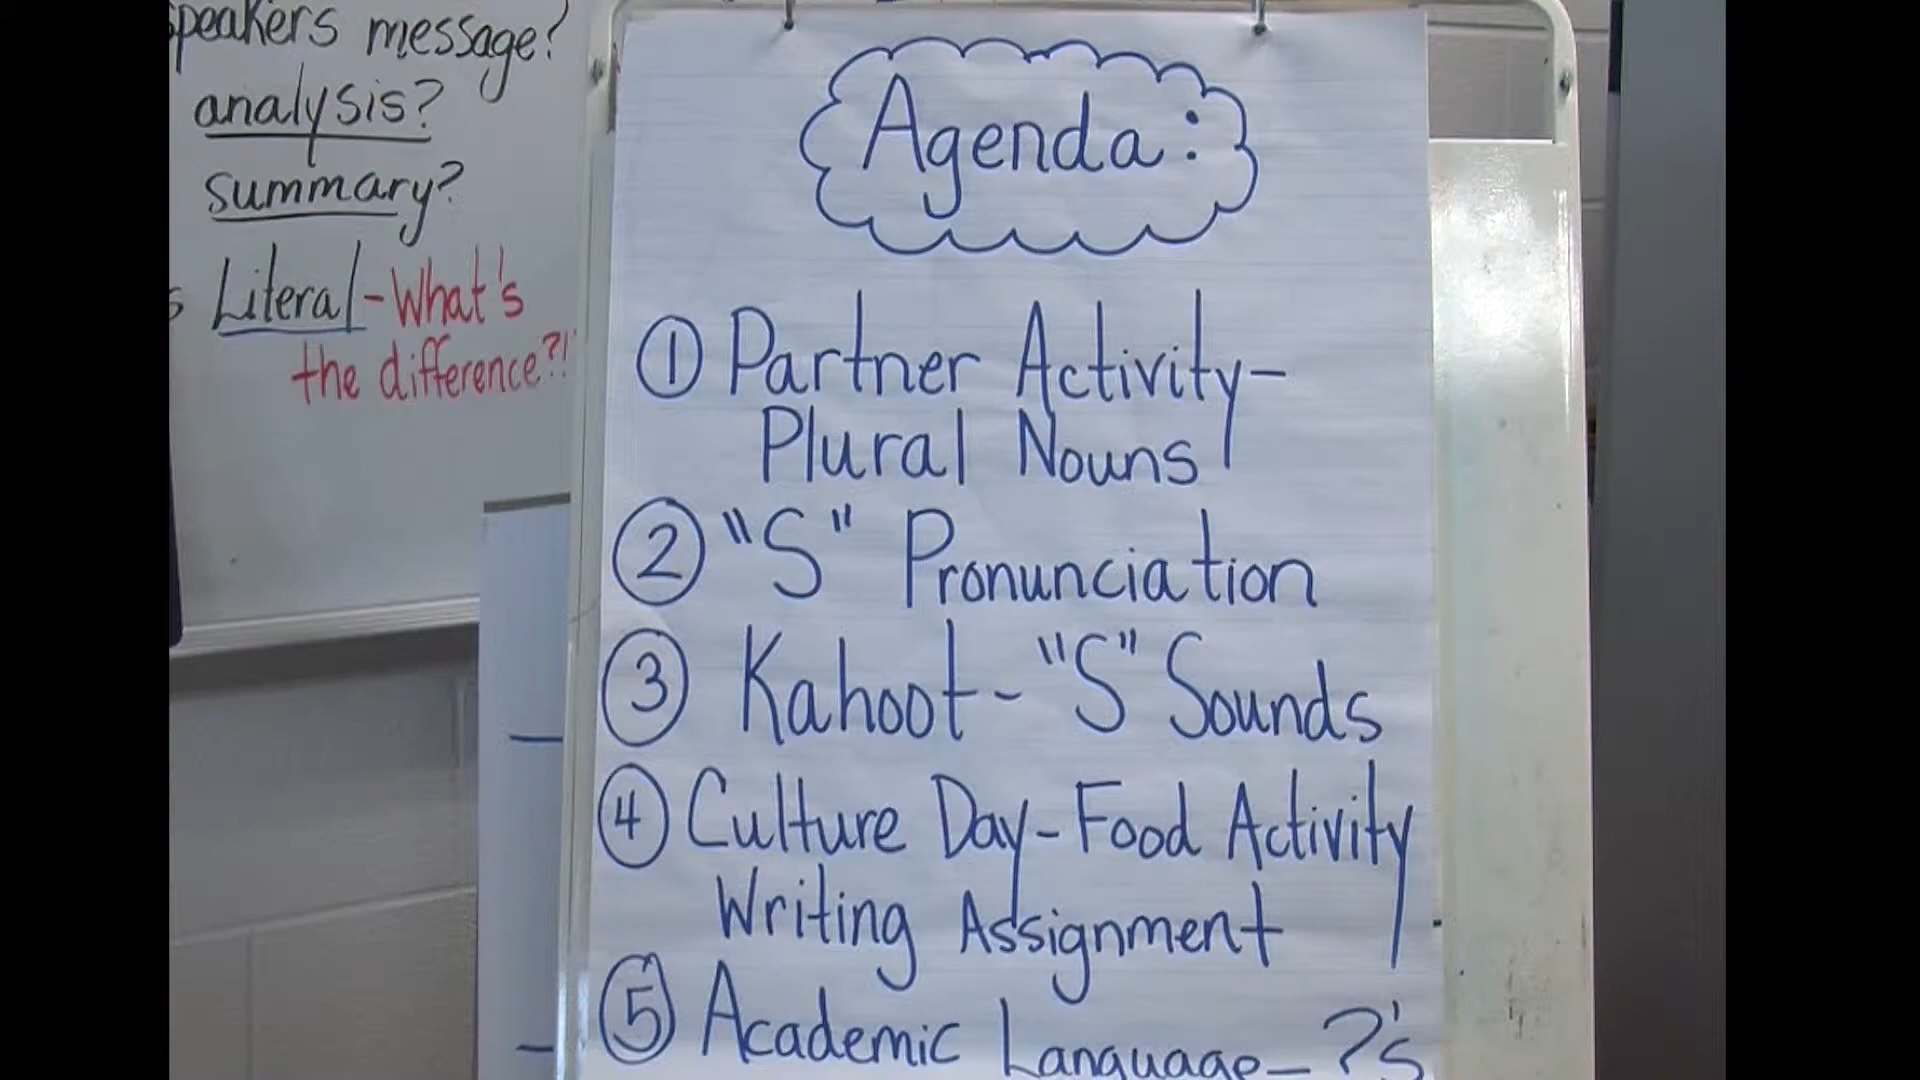 speakers message?
analysis?
summary?
s Literal - What's
the difference?!
Agenda:
① Partner Activity-
Plural Nouns
② "S" Pronunciation
③ Kahoot - "S" Sounds
④ Culture Day - Food Activity
Writing Assignment
⑤ Academic Language - ?'s